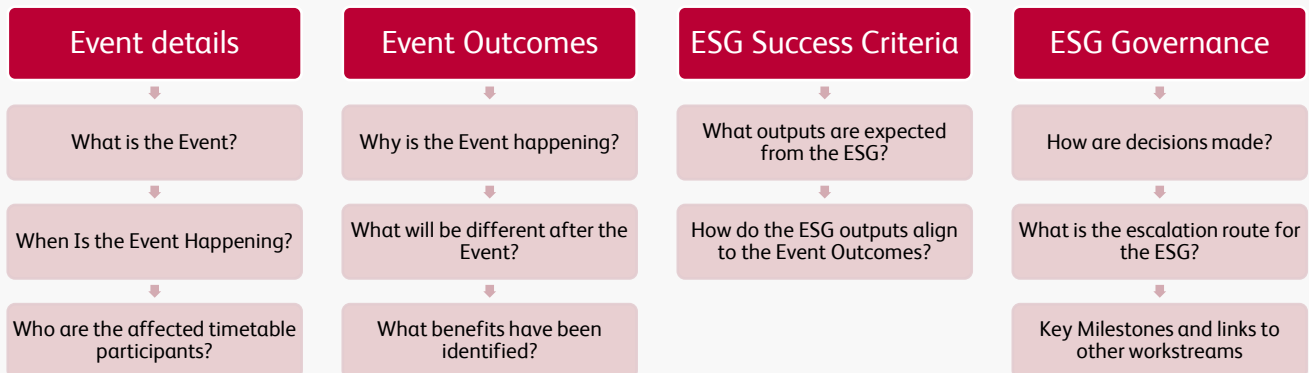 Event details
What is the Event?
When Is the Event Happening?
Who are the affected timetable
participants?
Event Outcomes
Why is the Event happening?
What will be different after the
Event?
What benefits have been
identified?
ESG Success Criteria
What outputs are expected
from the ESG?
How do the ESG outputs align
to the Event Outcomes?
ESG Governance
How are decisions made?
What is the escalation route for
the ESG?
Key Milestones and links to
other workstreams